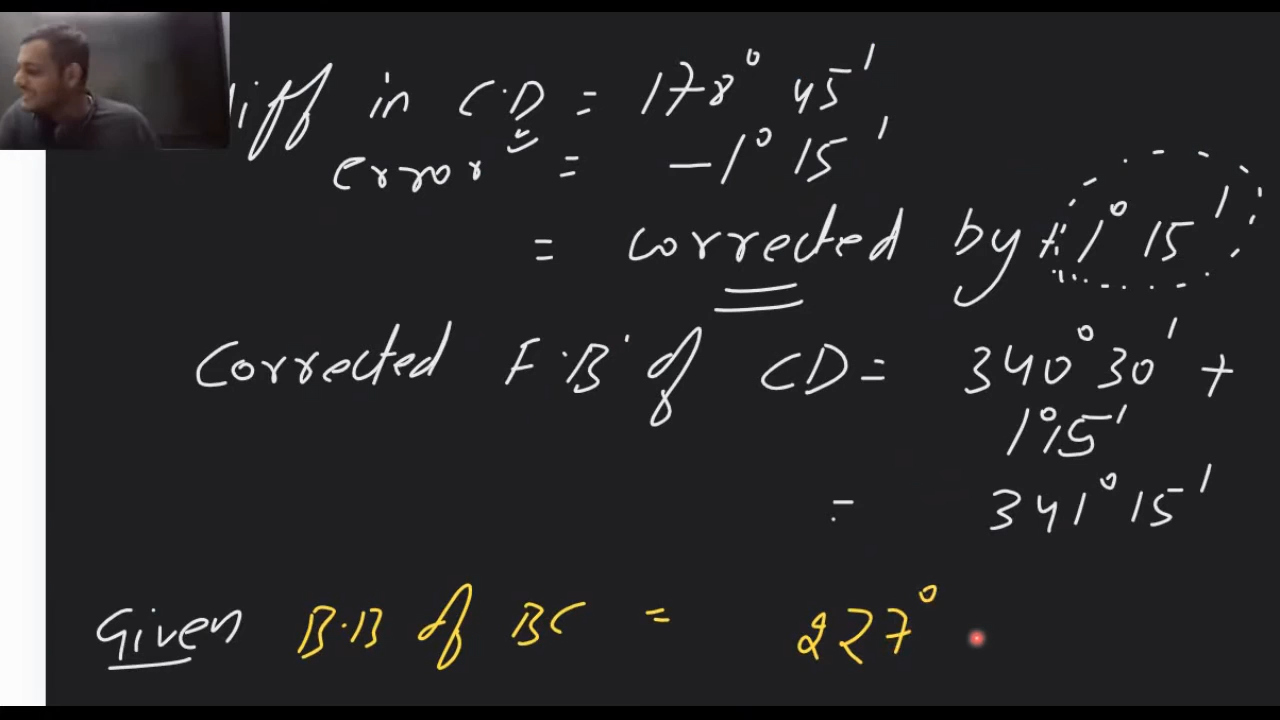 diff in C.D = 178° 45'
error = -1° 15'
= corrected by +1° 15'
Corrected F.B. of CD = 340° 30' +
1° 15'
= 341° 15'
Given B.B of BC = 227°